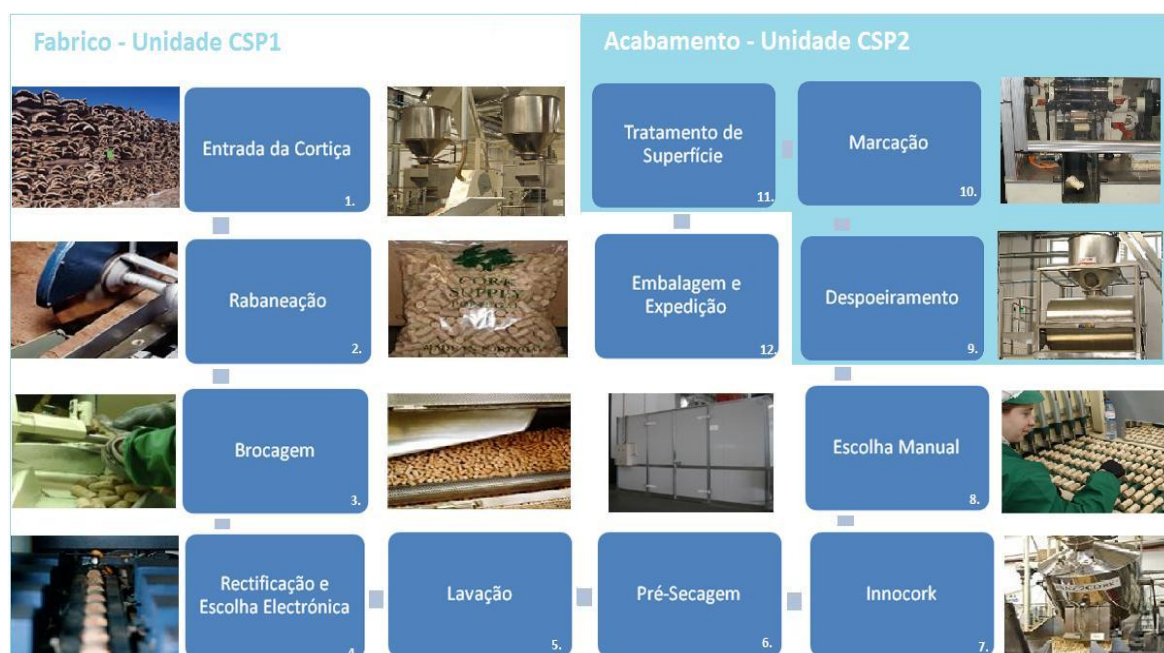 Fabrico - Unidade CSP1
Acabamento - Unidade CSP2
Entrada da Cortiça
1.
Tratamento de
Superfície
11.
Marcação
10.
Rabaneação
2.
CORK
SUPPLY
Embalagem e
Expedição
12.
Despoeiramento
9.
Brocagem
3.
Escolha Manual
8.
Rectificação e
Escolha Electrónica
4.
Lavação
5.
Pré-Secagem
6.
Innocork
7.